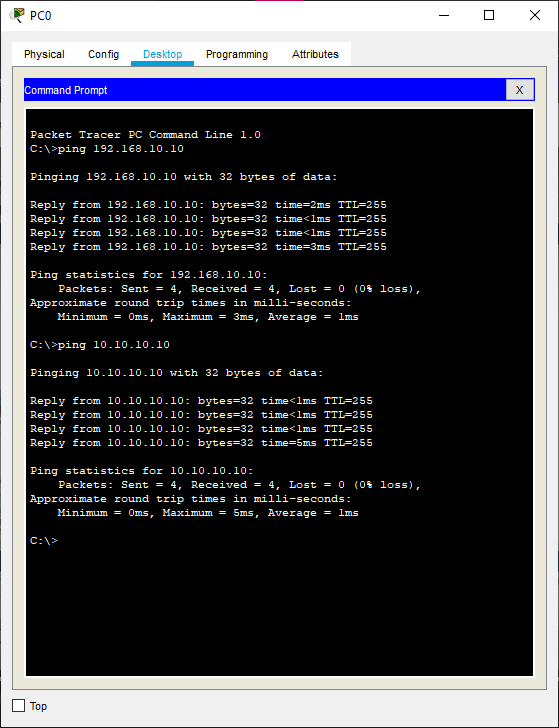 PC0
Physical Config Desktop Programming Attributes
Command Prompt X
Packet Tracer PC Command Line 1.0
C:\>ping 192.168.10.10
Pinging 192.168.10.10 with 32 bytes of data:
Reply from 192.168.10.10: bytes=32 time=2ms TTL=255
Reply from 192.168.10.10: bytes=32 time<1ms TTL=255
Reply from 192.168.10.10: bytes=32 time<1ms TTL=255
Reply from 192.168.10.10: bytes=32 time=3ms TTL=255
Ping statistics for 192.168.10.10:
Packets: Sent = 4, Received = 4, Lost = 0 (0% loss),
Approximate round trip times in milli-seconds:
Minimum = 0ms, Maximum = 3ms, Average = 1ms
C:\>ping 10.10.10.10
Pinging 10.10.10.10 with 32 bytes of data:
Reply from 10.10.10.10: bytes=32 time<1ms TTL=255
Reply from 10.10.10.10: bytes=32 time<1ms TTL=255
Reply from 10.10.10.10: bytes=32 time<1ms TTL=255
Reply from 10.10.10.10: bytes=32 time=5ms TTL=255
Ping statistics for 10.10.10.10:
Packets: Sent = 4, Received = 4, Lost = 0 (0% loss),
Approximate round trip times in milli-seconds:
Minimum = 0ms, Maximum = 5ms, Average = 1ms
C:\>
Top